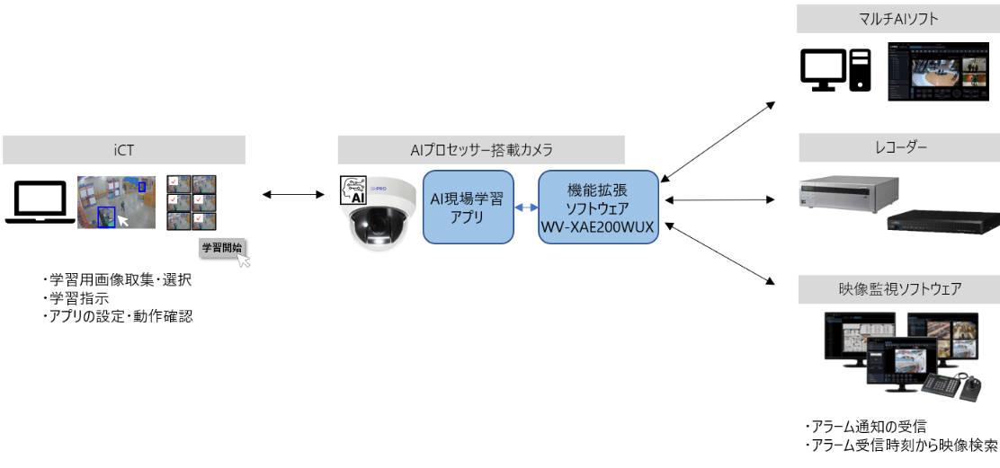 マルチAIソフト
iCT
AIプロセッサー搭載カメラ
レコーダー
AI
i-PRO
AI現場学習
アプリ
機能拡張
ソフトウェア
WV-XAE200WUX
学習開始
・学習用画像取集・選択
・学習指示
・アプリの設定・動作確認
映像監視ソフトウェア
・アラーム通知の受信
・アラーム受信時刻から映像検索